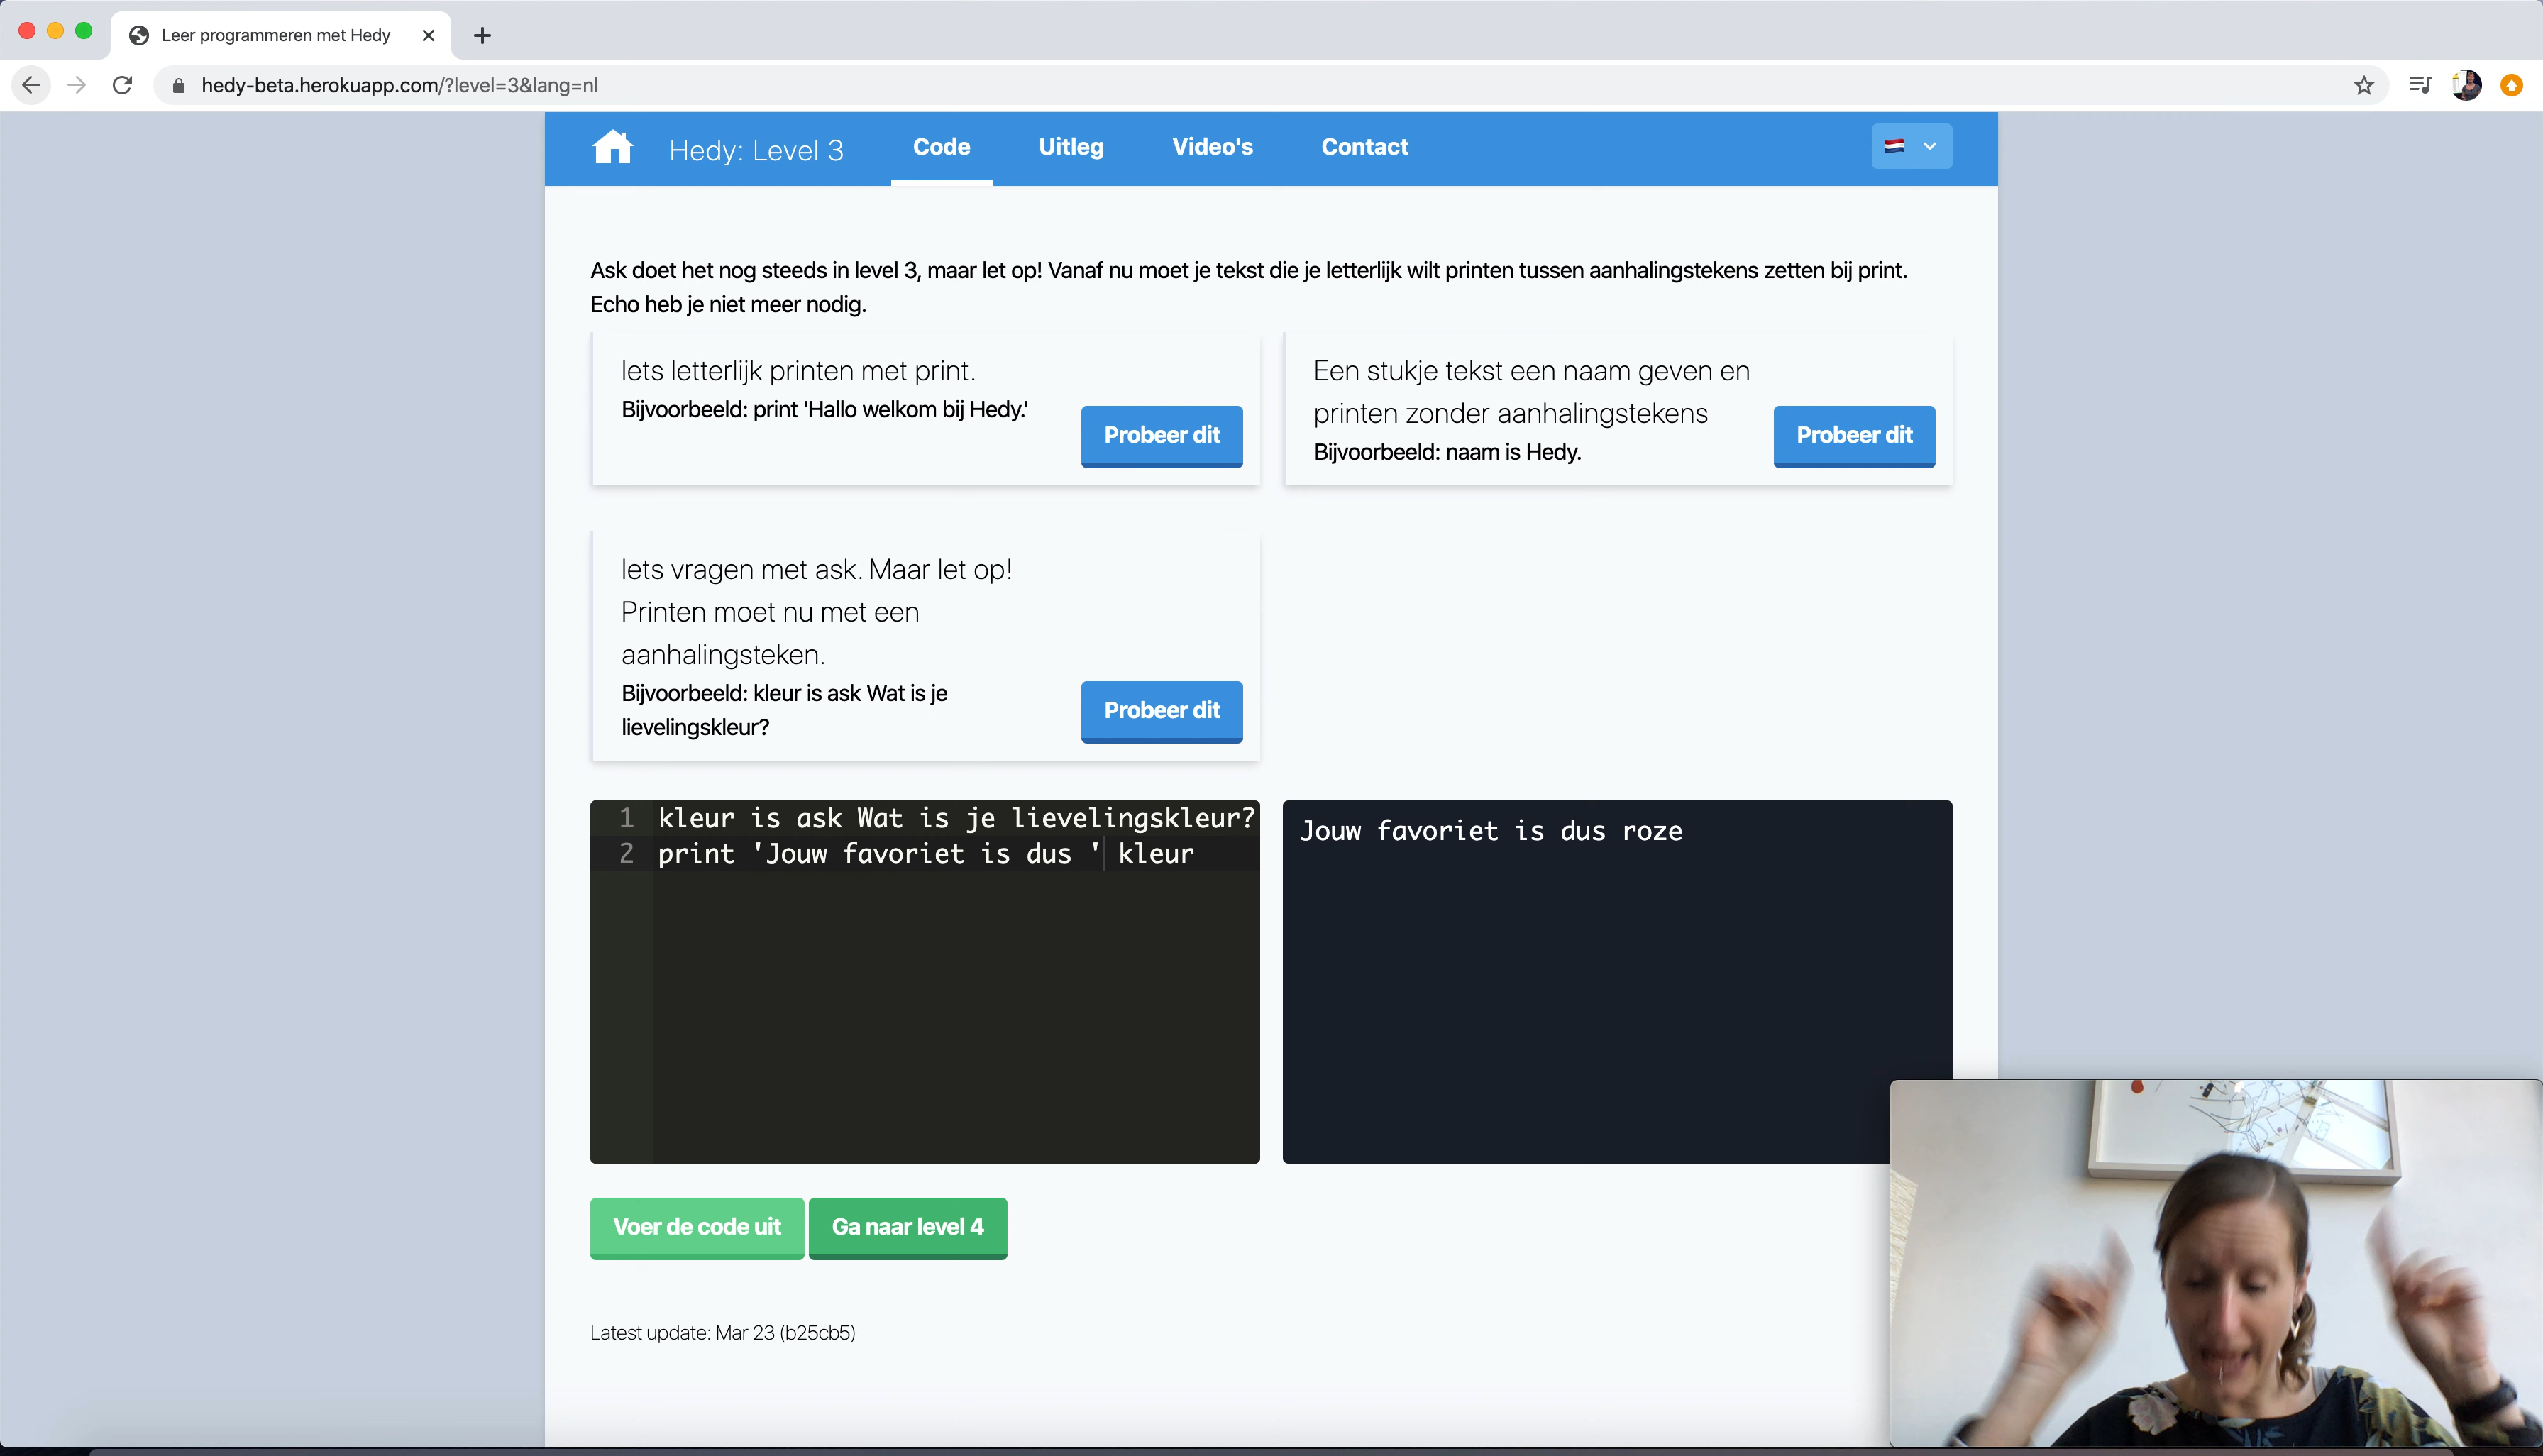 Leer programmeren met Hedy
hedy-beta.herokuapp.com/?level=3&lang=nl
Hedy: Level 3
Code
Uitleg
Video's
Contact
Ask doet het nog steeds in level 3, maar let op! Vanaf nu moet je tekst die je letterlijk wilt printen tussen aanhalingstekens zetten bij print.
Echo heb je niet meer nodig.
Iets letterlijk printen met print.
Bijvoorbeeld: print 'Hallo welkom bij Hedy.'
Probeer dit
Een stukje tekst een naam geven en
printen zonder aanhalingstekens
Bijvoorbeeld: naam is Hedy.
Probeer dit
Iets vragen met ask. Maar let op!
Printen moet nu met een
aanhalingsteken.
Bijvoorbeeld: kleur is ask Wat is je
lievelingskleur?
Probeer dit
1 kleur is ask Wat is je lievelingskleur?
2 print 'Jouw favoriet is dus ' kleur
Jouw favoriet is dus roze
Voer de code uit
Ga naar level 4
Latest update: Mar 23 (b25cb5)